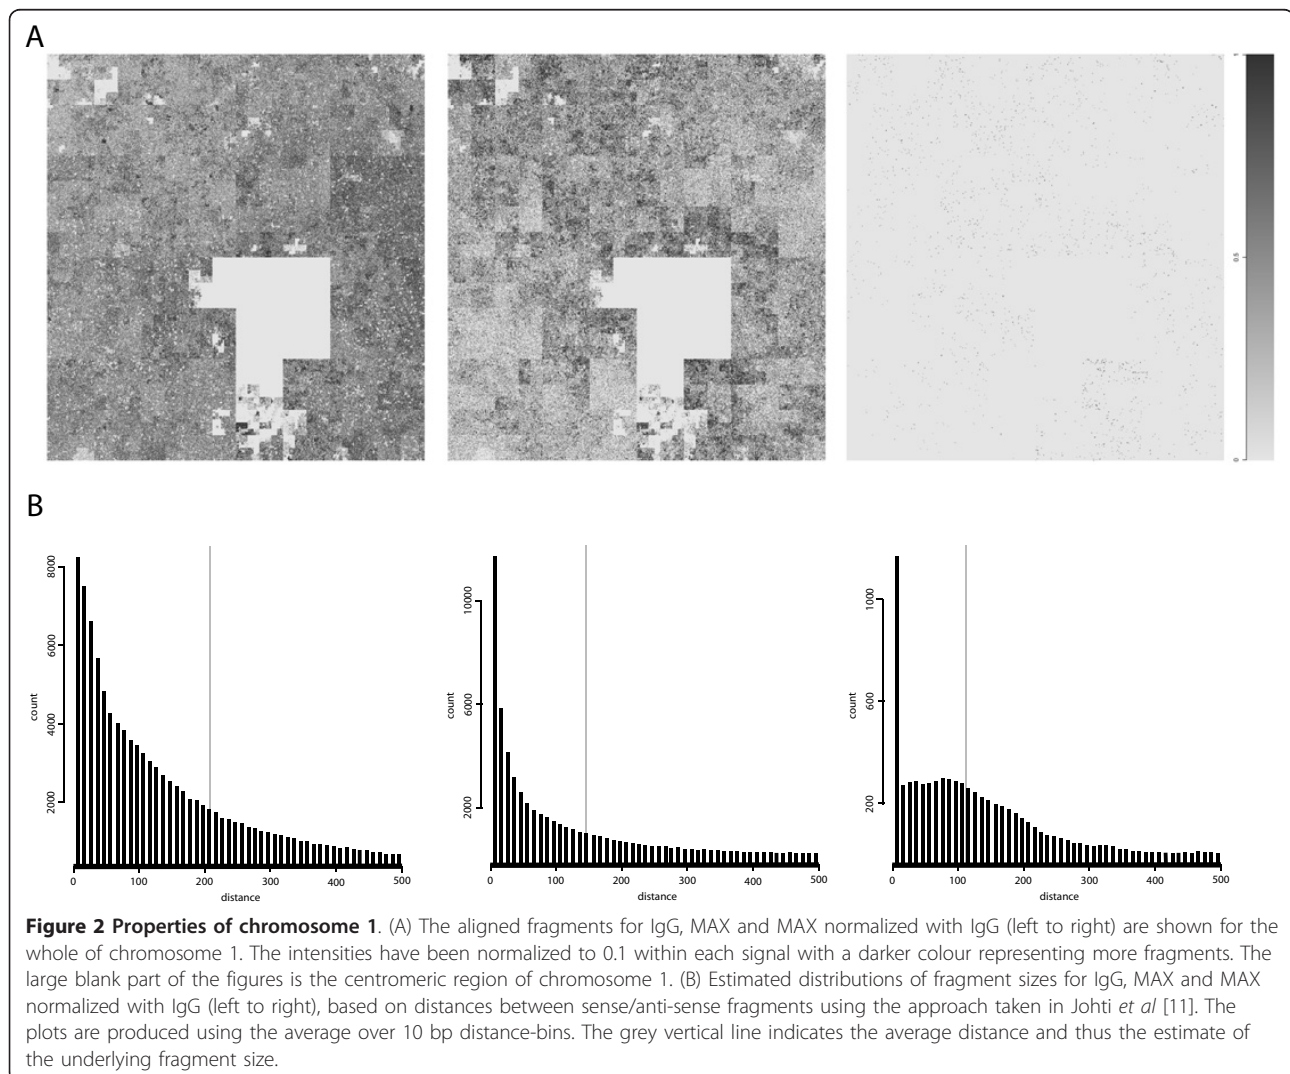 A
1
0.5
0
B
8000
6000
4000
2000
count
0 100 200 300 400 500
distance
10000
6000
2000
count
0 100 200 300 400 500
distance
1000
600
200
count
0 100 200 300 400 500
distance
Figure 2 Properties of chromosome 1. (A) The aligned fragments for IgG, MAX and MAX normalized with IgG (left to right) are shown for the
whole of chromosome 1. The intensities have been normalized to 0.1 within each signal with a darker colour representing more fragments. The
large blank part of the figures is the centromeric region of chromosome 1. (B) Estimated distributions of fragment sizes for IgG, MAX and MAX
normalized with IgG (left to right), based on distances between sense/anti-sense fragments using the approach taken in Johti et al [11]. The
plots are produced using the average over 10 bp distance-bins. The grey vertical line indicates the average distance and thus the estimate of
the underlying fragment size.